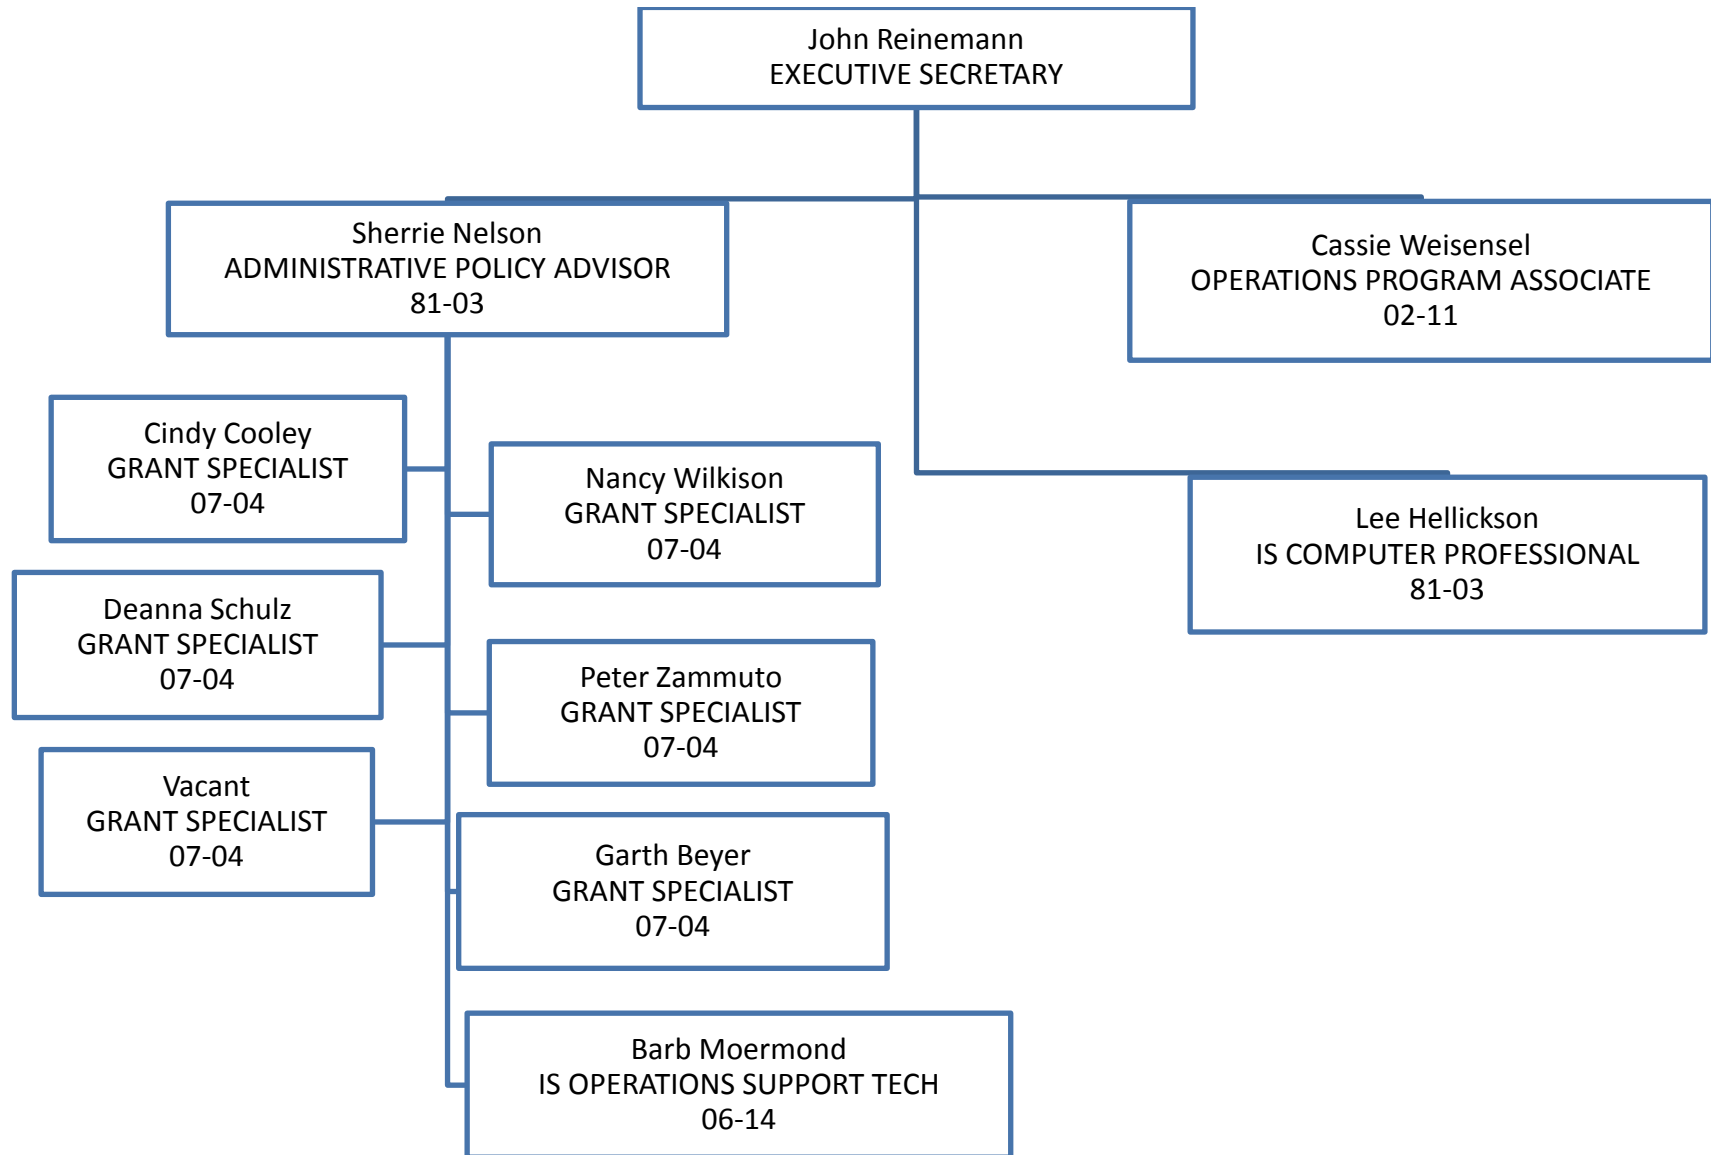 John Reinemann
EXECUTIVE SECRETARY
Sherrie Nelson
ADMINISTRATIVE POLICY ADVISOR
81-03
Cassie Weisensel
OPERATIONS PROGRAM ASSOCIATE
02-11
Cindy Cooley
GRANT SPECIALIST
07-04
Nancy Wilkison
GRANT SPECIALIST
07-04
Lee Hellickson
IS COMPUTER PROFESSIONAL
81-03
Deanna Schulz
GRANT SPECIALIST
07-04
Peter Zammuto
GRANT SPECIALIST
07-04
Vacant
GRANT SPECIALIST
07-04
Garth Beyer
GRANT SPECIALIST
07-04
Barb Moermond
IS OPERATIONS SUPPORT TECH
06-14